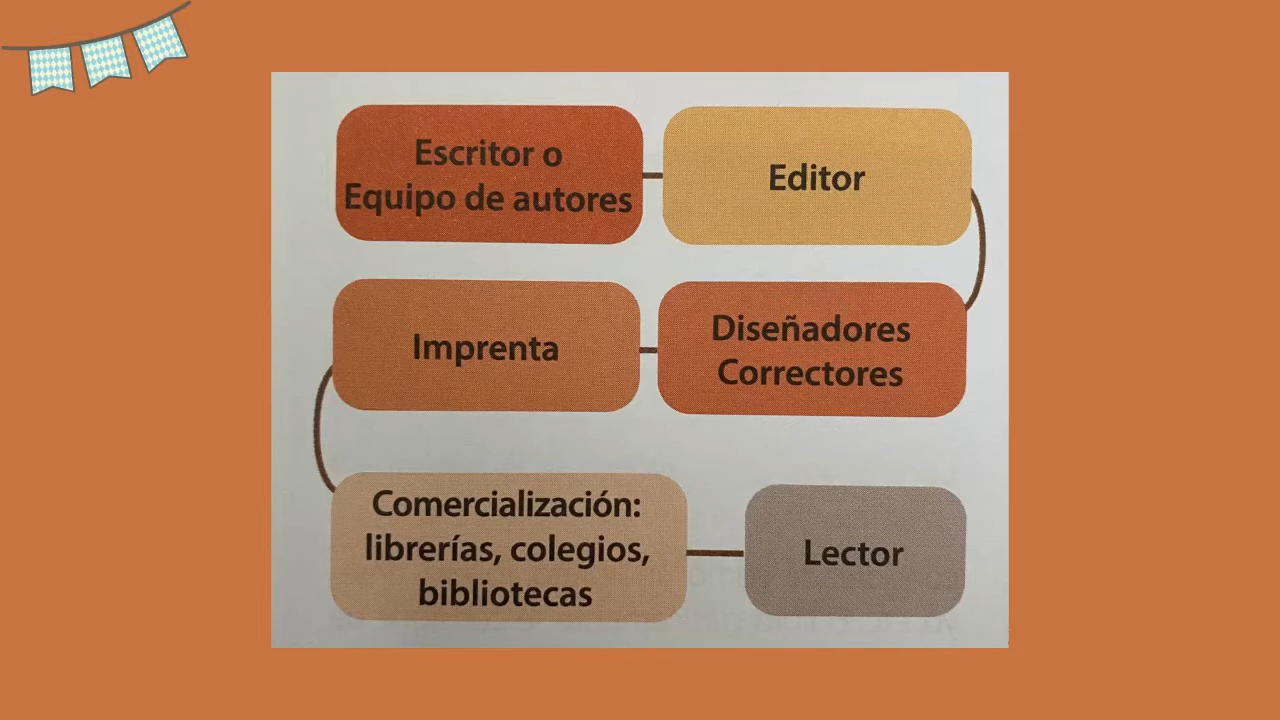 Escritor o
Equipo de autores
Editor
Diseñadores
Correctores
Imprenta
Comercialización:
librerías, colegios,
bibliotecas
Lector